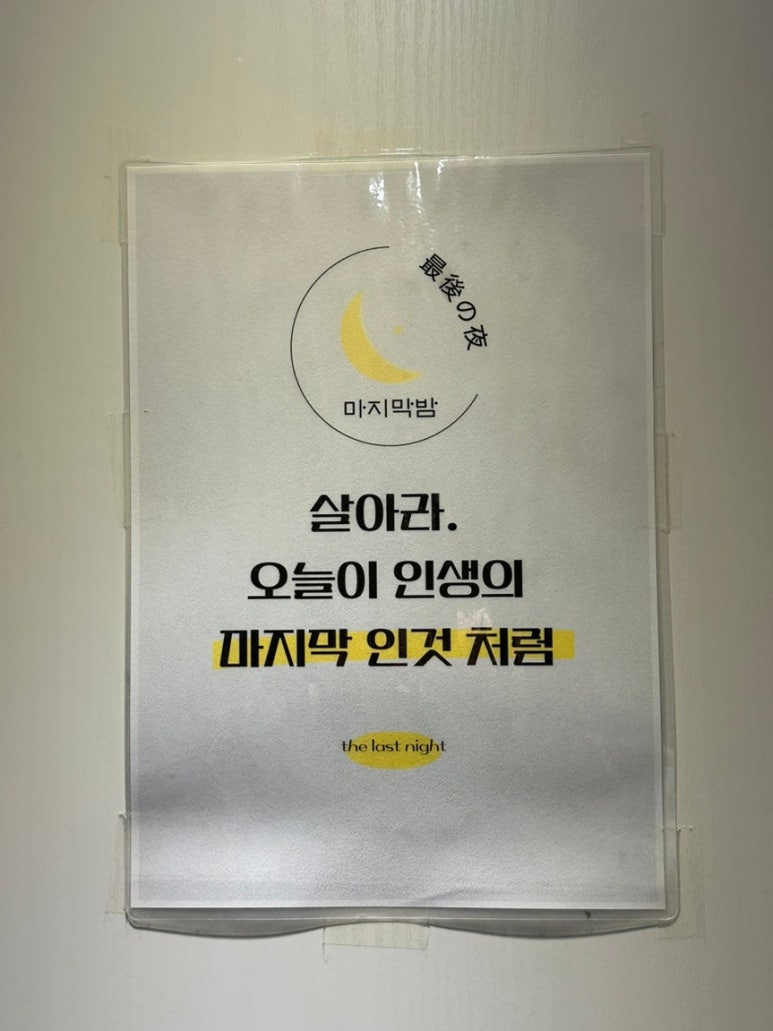 最後の夜
마지막밤
살아라.
오늘이 인생의
마지막 인것 처럼
the last night